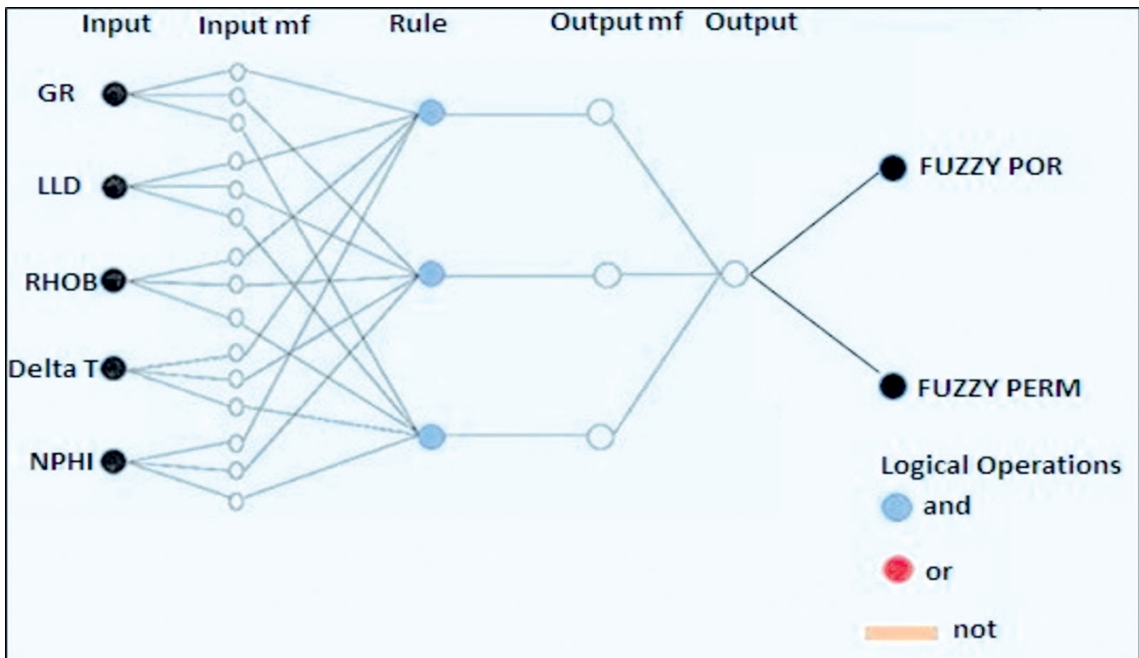 Input
Input mf
Rule
Output mf
Output
GR
LLD
RHOB
Delta T
NPHI
FUZZY POR
FUZZY PERM
Logical Operations
and
or
not